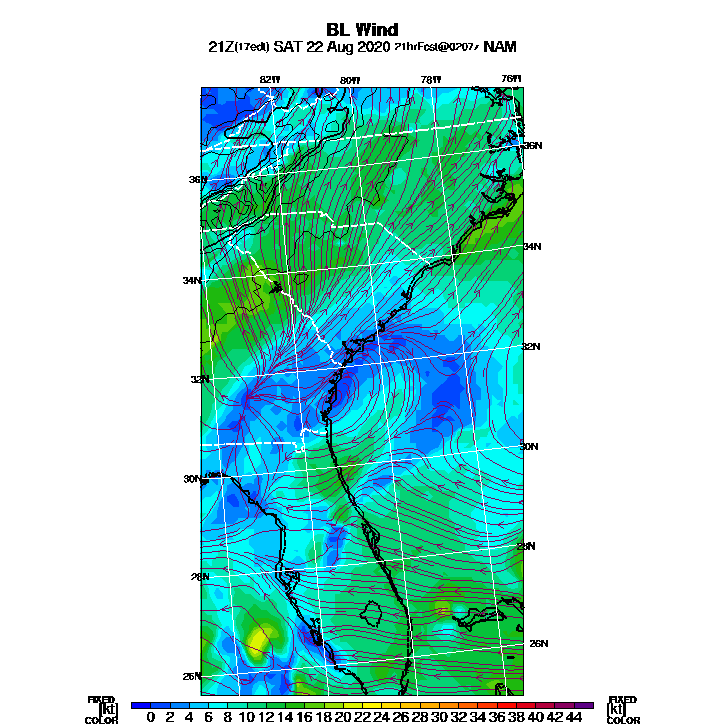 BL Wind
21Z(17edt) SAT 22 Aug 2020 21hrFcst@0207z NAM
82W 80W 78W 76W
36N
36N
34N
34N
32N
32N
30N
30N
28N
28N
26N
26N
FIXED FIXED
[kt] 0 2 4 6 8 10 12 14 16 18 20 22 24 26 28 30 32 34 36 38 40 42 44 [kt]
COLOR COLOR